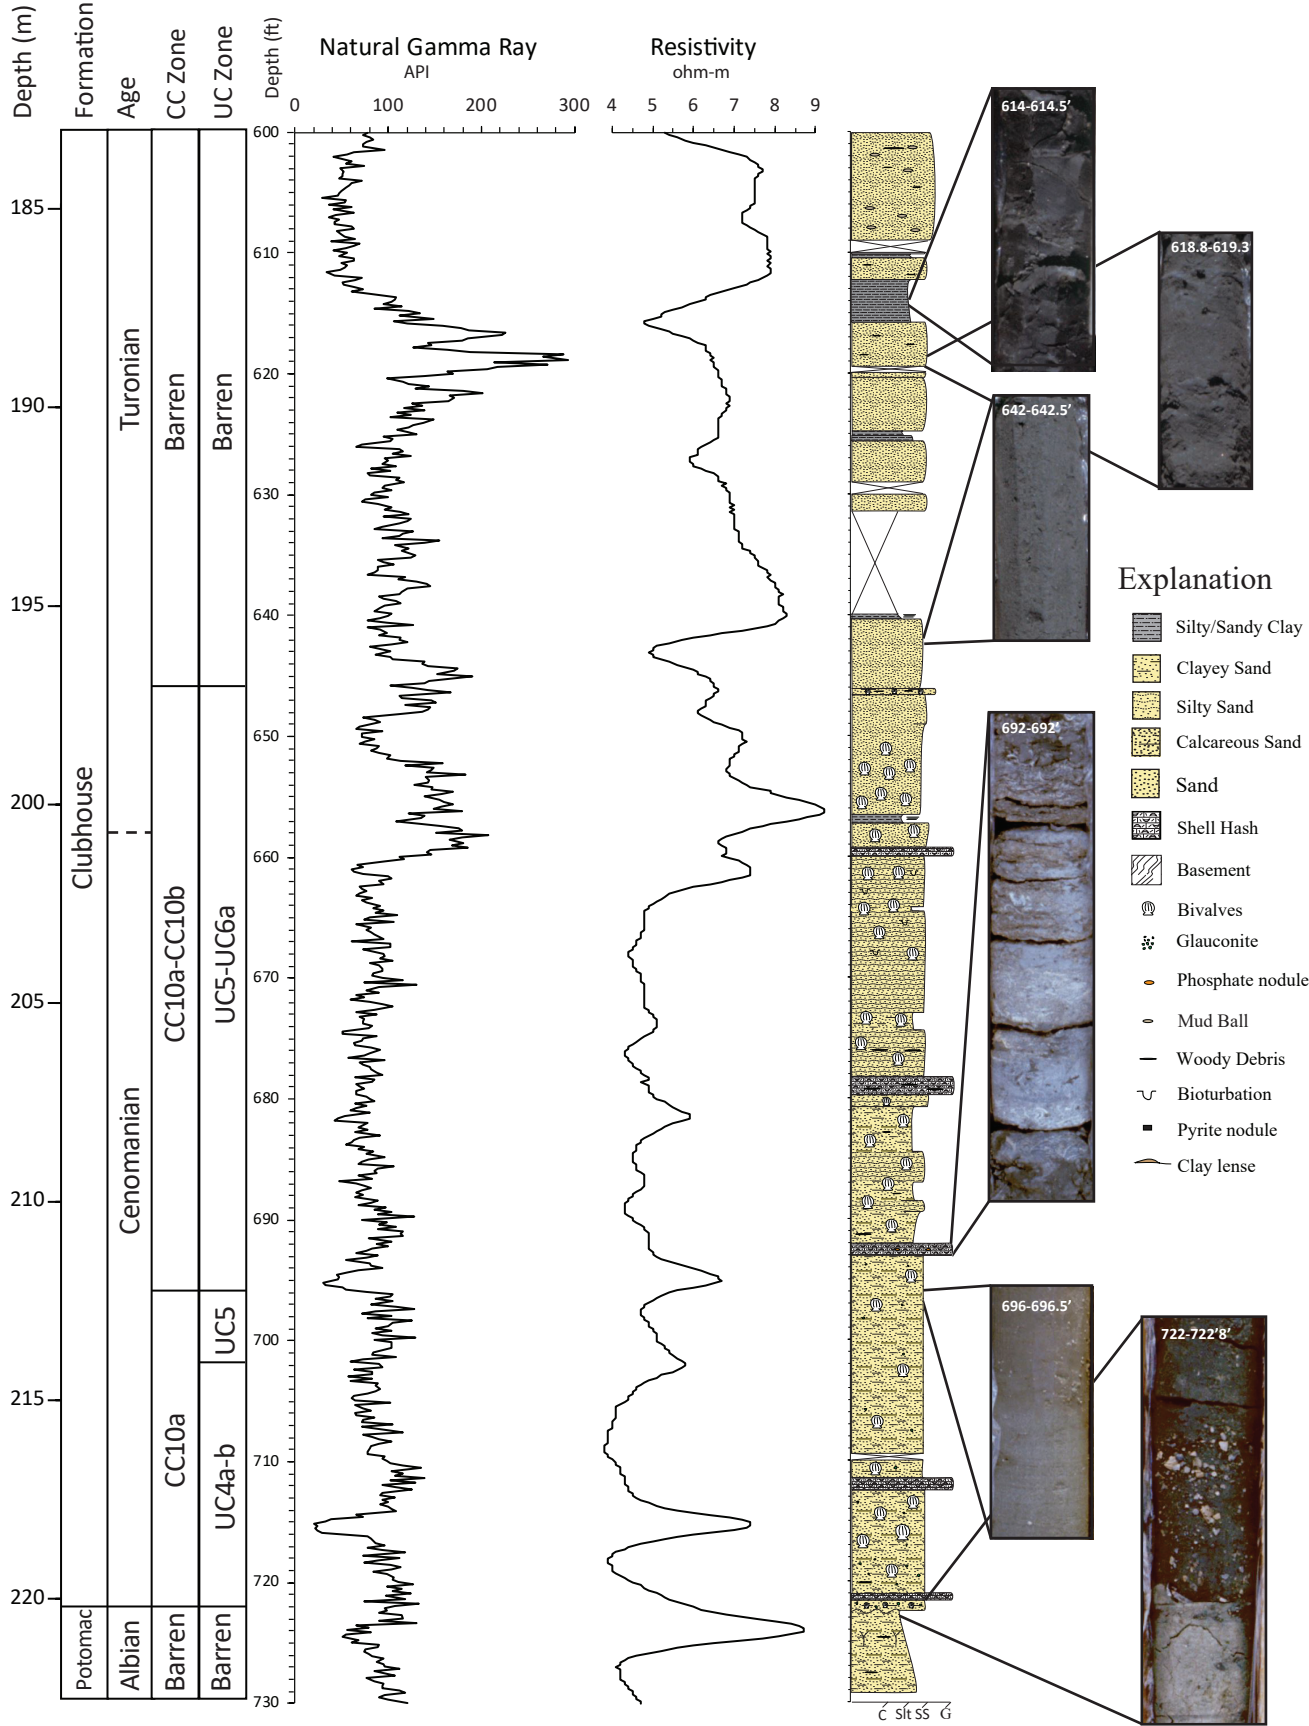 Depth (m)
Formation
Age
CC Zone
UC Zone
Depth (ft)
Natural Gamma Ray
API
0 100 200 300
Resistivity
ohm-m
4 5 6 7 8 9
185
190
195
200
205
210
215
220
Clubhouse
Potomac
Turonian
Cenomanian
Albian
Barren
CC10a-CC10b
CC10a
Barren
Barren
UC5-UC6a
UC5
UC4a-b
Barren
600
610
620
630
640
650
660
670
680
690
700
710
720
730
C Slt SS G
614-614.5'
618.8-619.3
642-642.5'
692-692'
696-696.5'
722-722'8'
Explanation
Silty/Sandy Clay
Clayey Sand
Silty Sand
Calcareous Sand
Sand
Shell Hash
Basement
Bivalves
Glauconite
Phosphate nodule
Mud Ball
Woody Debris
Bioturbation
Pyrite nodule
Clay lense